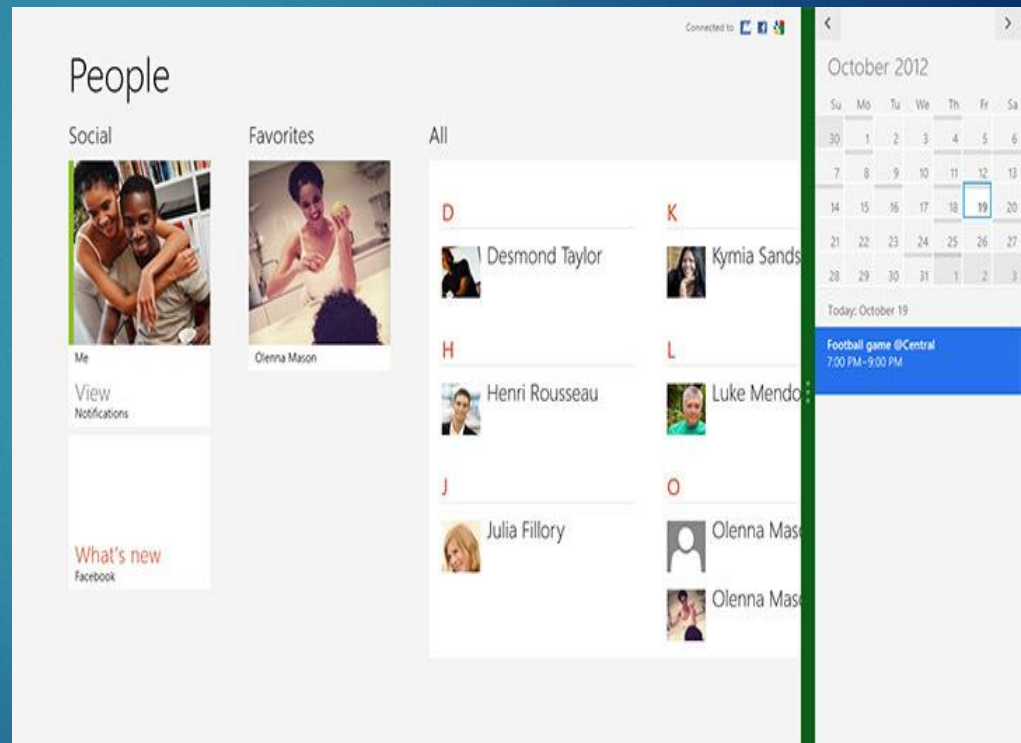 Connected to
People
Social
Favorites
All
Me
View
Notifications
What's new
Facebook
Olenna Mason
D
Desmond Taylor
H
Henri Rousseau
J
Julia Fillory
K
Kymia Sands
L
Luke Mendo
O
Olenna Mas
Olenna Mas
October 2012
Su Mo Tu We Th Fr Sa
30 1 2 3 4 5 6
7 8 9 10 11 12 13
14 15 16 17 18 19 20
21 22 23 24 25 26 27
28 29 30 31 1 2 3
Today: October 19
Football game @Central
7:00 PM–9:00 PM